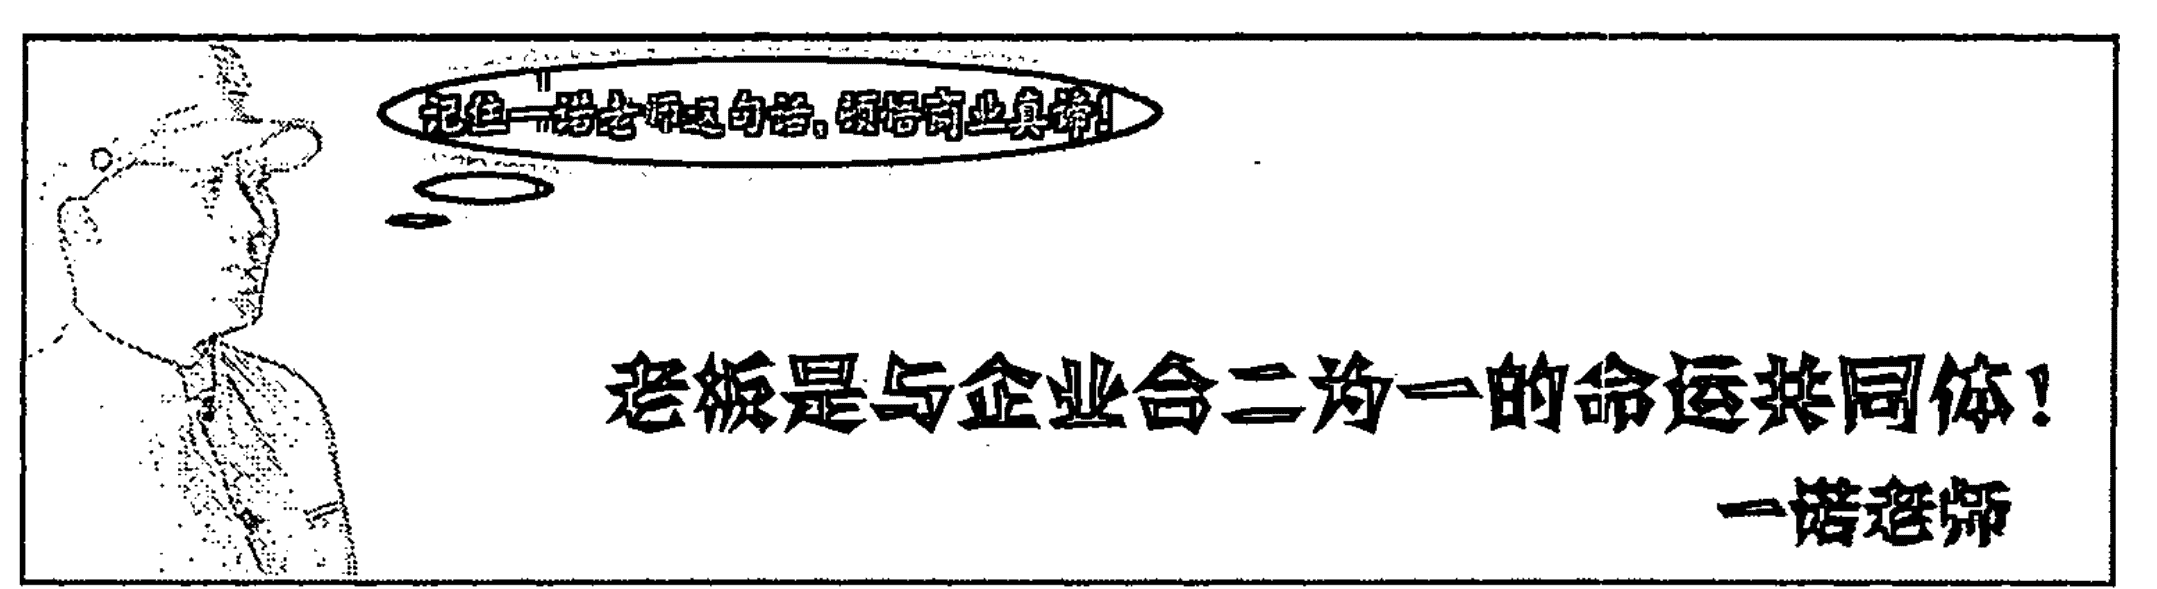 记住一诺老师这句话，领悟商业真谛！
老板是与企业合二为一的命运共同体！
一诺老师